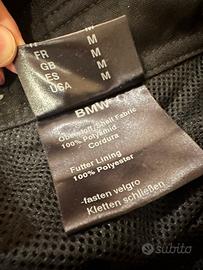 FR M
GB M
ES M
USA M
BMW
Oberstoff Shell Fabric
100% Polyamid
Cordura
Futter Lining
100% Polyester
-fasten velgro
Kletten schließen
subito